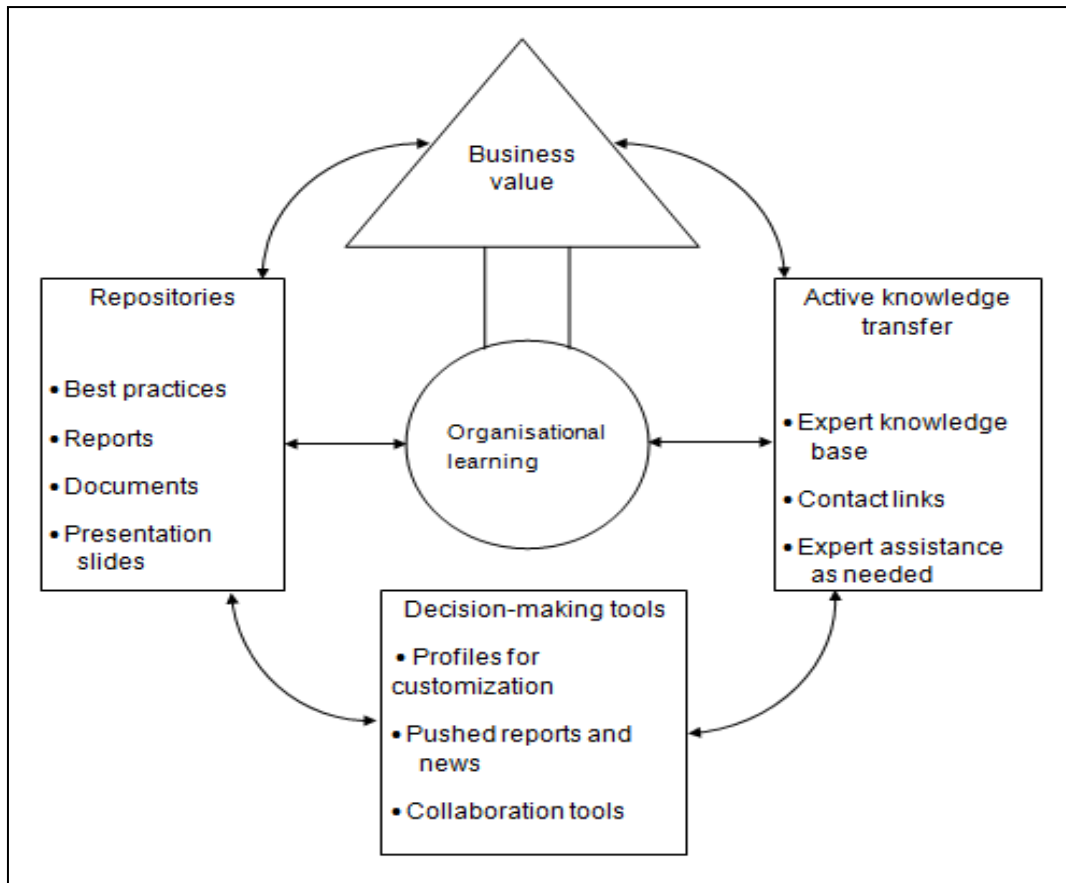 Business
value
Repositories
• Best practices
• Reports
• Documents
• Presentation
slides
Organisational
learning
Active knowledge
transfer
• Expert knowledge
base
• Contact links
• Expert assistance
as needed
Decision-making tools
• Profiles for
customization
• Pushed reports and
news
• Collaboration tools